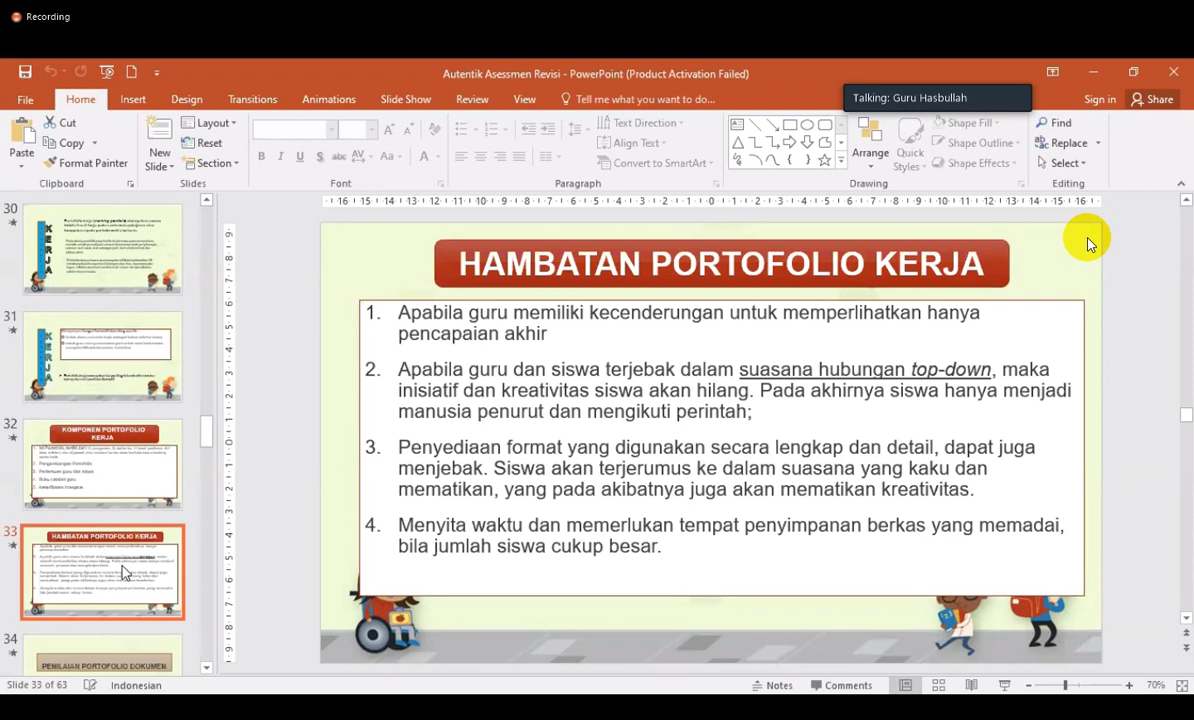 Recording
Autentik Asessmen Revisi - PowerPoint (Product Activation Failed)
Talking: Guru Hasbullah
File Home Insert Design Transitions Animations Slide Show Review View Tell me what you want to do... Sign in Share
Paste
Cut
Copy
Format Painter
Clipboard
New Slide
Layout
Reset
Section
Slides
Font
Text Direction
Align Text
Convert to SmartArt
Paragraph
Arrange
Quick Styles
Shape Fill
Shape Outline
Shape Effects
Drawing
Find
Replace
Select
Editing
30
KERJA
31
KERJA
32
KOMPONEN PORTOFOLIO
KERJA
33
HAMBATAN PORTOFOLIO KERJA
34
PENILAIAN PORTOFOLIO DOKUMEN
HAMBATAN PORTOFOLIO KERJA
1. Apabila guru memiliki kecenderungan untuk memperlihatkan hanya
pencapaian akhir
2. Apabila guru dan siswa terjebak dalam suasana hubungan top-down, maka
inisiatif dan kreativitas siswa akan hilang. Pada akhirnya siswa hanya menjadi
manusia penurut dan mengikuti perintah;
3. Penyediaan format yang digunakan secara lengkap dan detail, dapat juga
menjebak. Siswa akan terjerumus ke dalam suasana yang kaku dan
mematikan, yang pada akibatnya juga akan mematikan kreativitas.
4. Menyita waktu dan memerlukan tempat penyimpanan berkas yang memadai,
bila jumlah siswa cukup besar.
Slide 33 of 63 Indonesian Notes Comments 70%